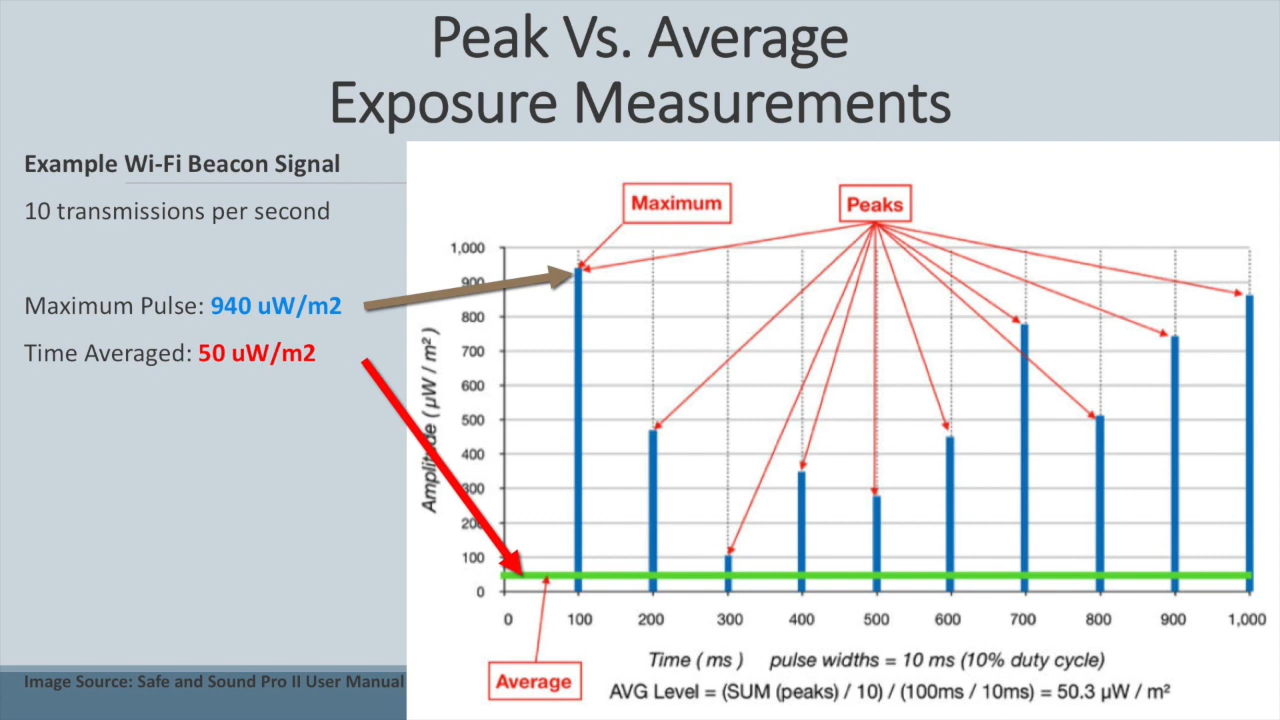 Peak Vs. Average
Exposure Measurements
Example Wi-Fi Beacon Signal
10 transmissions per second
Maximum Pulse: 940 uW/m2
Time Averaged: 50 uW/m2
Image Source: Safe and Sound Pro II User Manual
Maximum
Peaks
Amplitude ( µW / m² )
1,000
900
800
700
600
500
400
300
200
100
0
0 100 200 300 400 500 600 700 800 900 1,000
Time ( ms ) pulse widths = 10 ms (10% duty cycle)
Average
AVG Level = (SUM (peaks) / 10) / (100ms / 10ms) = 50.3 µW / m²